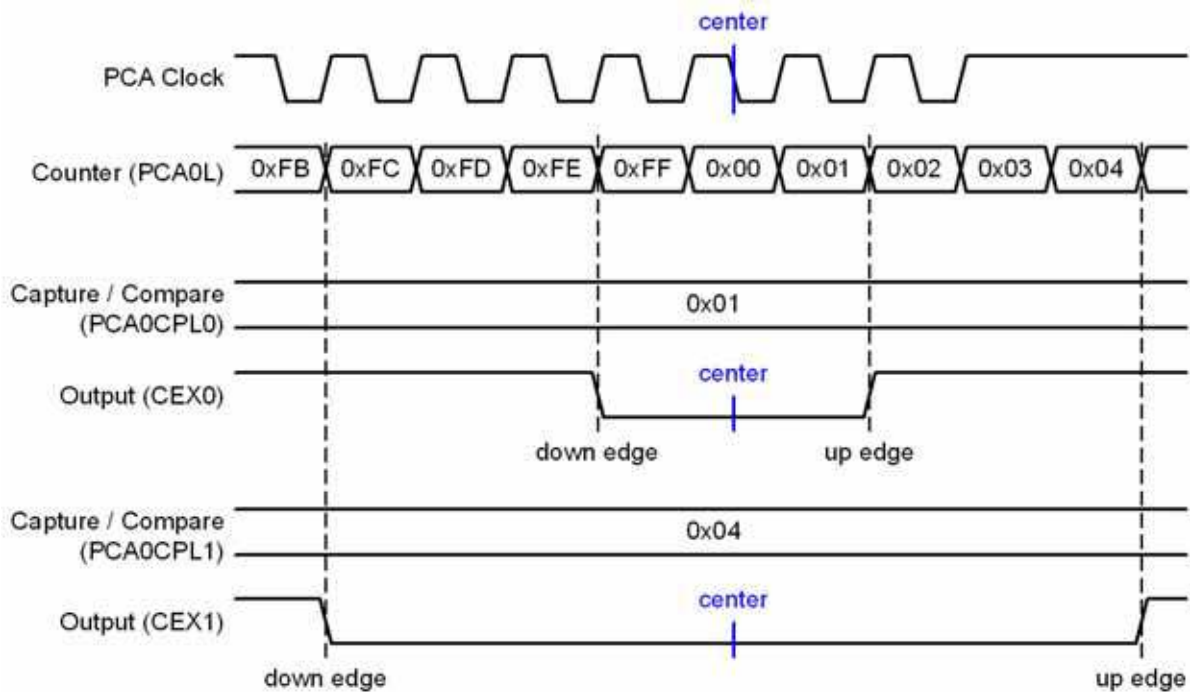 center
PCA Clock
Counter (PCA0L) 0xFB 0xFC 0xFD 0xFE 0xFF 0x00 0x01 0x02 0x03 0x04
Capture / Compare
(PCA0CPL0)
0x01
center
Output (CEX0)
down edge up edge
Capture / Compare
(PCA0CPL1)
0x04
center
Output (CEX1)
down edge up edge